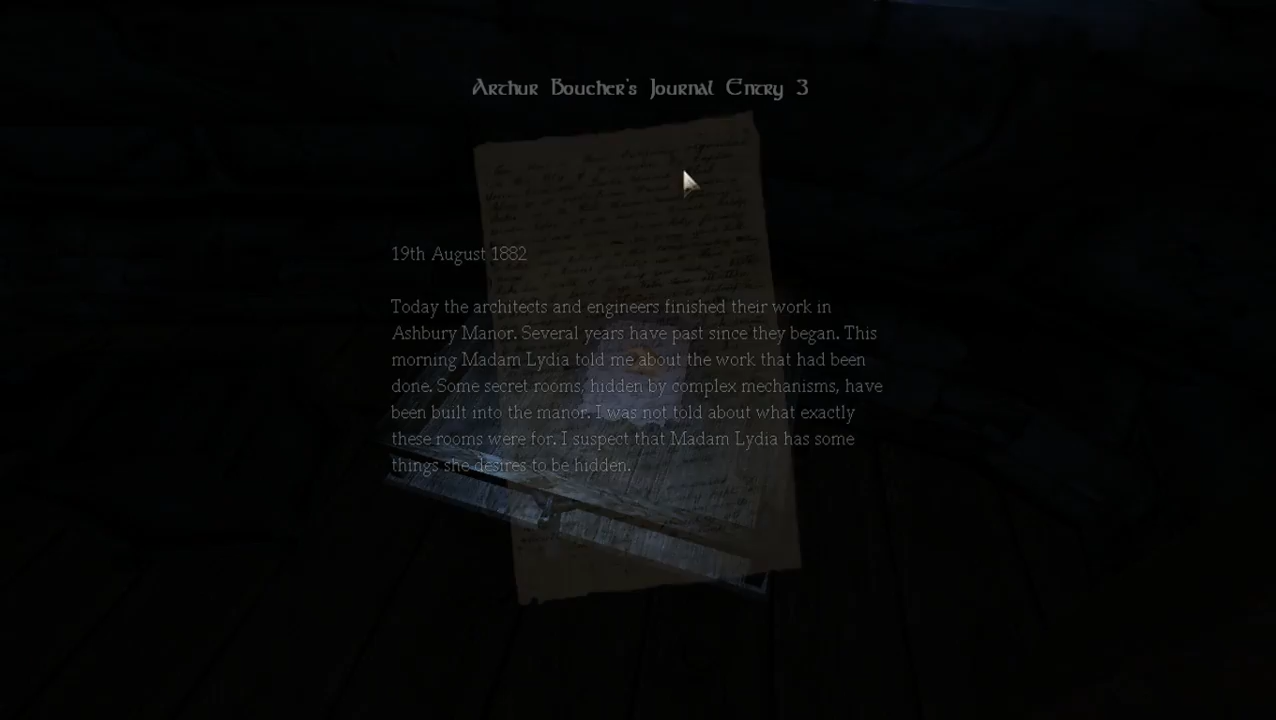 Arthur Boucher's Journal Entry 3
19th August 1882
Today the architects and engineers finished their work in
Ashbury Manor. Several years have past since they began. This
morning Madam Lydia told me about the work that had been
done. Some secret rooms, hidden by complex mechanisms, have
been built into the manor. I was not told about what exactly
these rooms were for. I suspect that Madam Lydia has some
things she desires to be hidden.